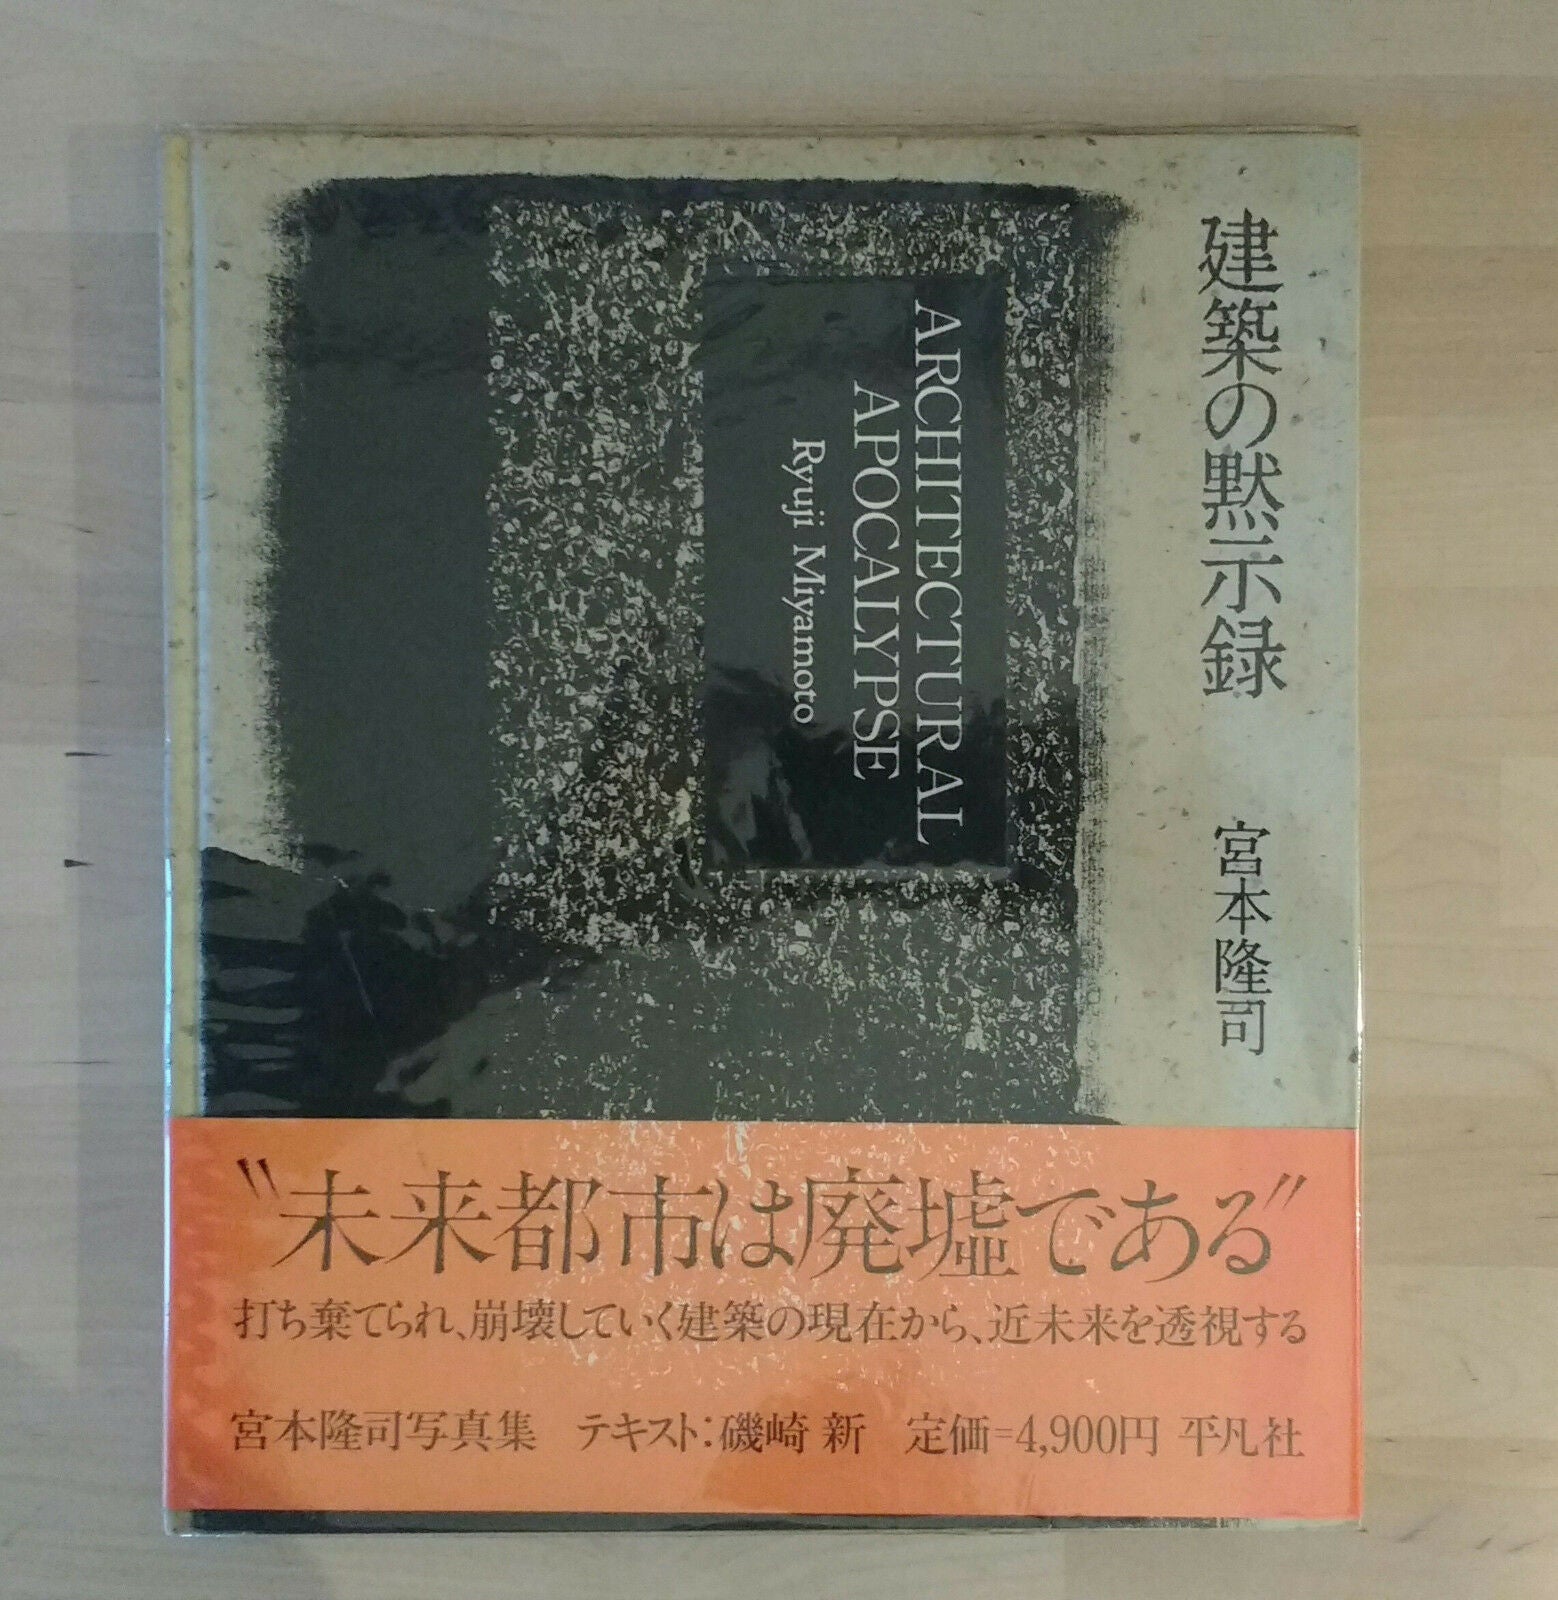 建築の黙示録
宮本隆司
ARCHITECTURAL
APOCALYPSE
Ryuji Miyamoto
〝未来都市は廃墟である〞
打ち棄てられ、崩壊していく建築の現在から、近未来を透視する
宮本隆司写真集 テキスト:磯崎 新 定価=4,900円 平凡社